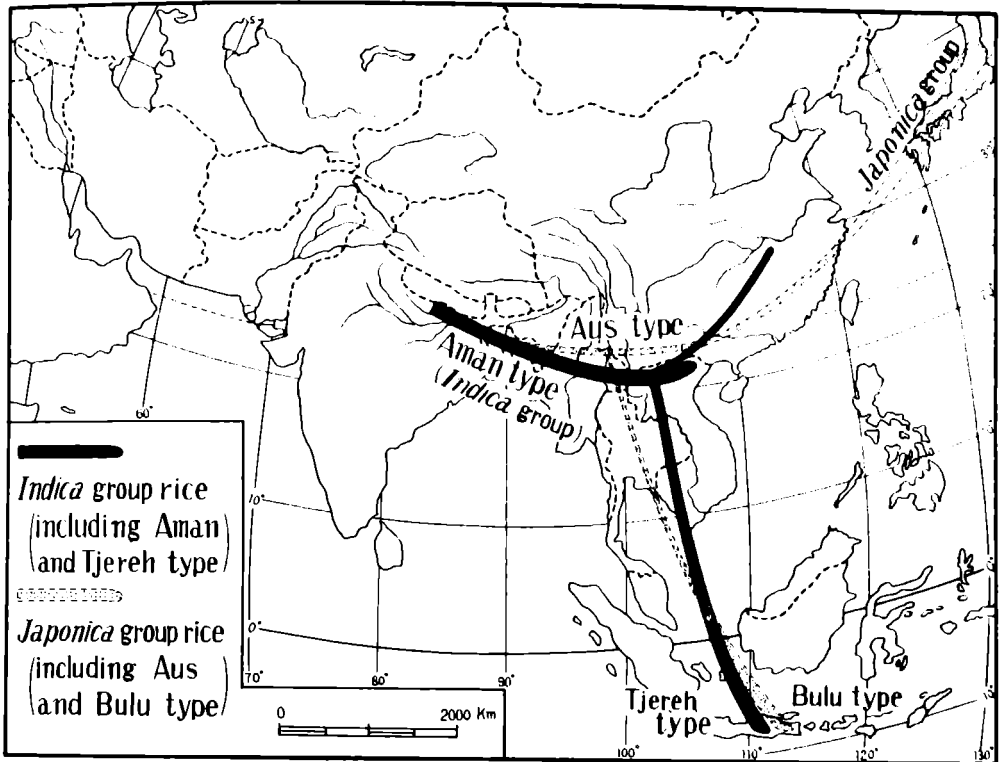 Japonica group
Aus type
Aman type
(Indica group)
Indica group rice
(including Aman
and Tjereh type)
Japonica group rice
(including Aus
and Bulu type)
0 2000 Km
Tjereh
type
Bulu type
60°
10°
0°
70°
80°
90°
100°
110°
120°
130°